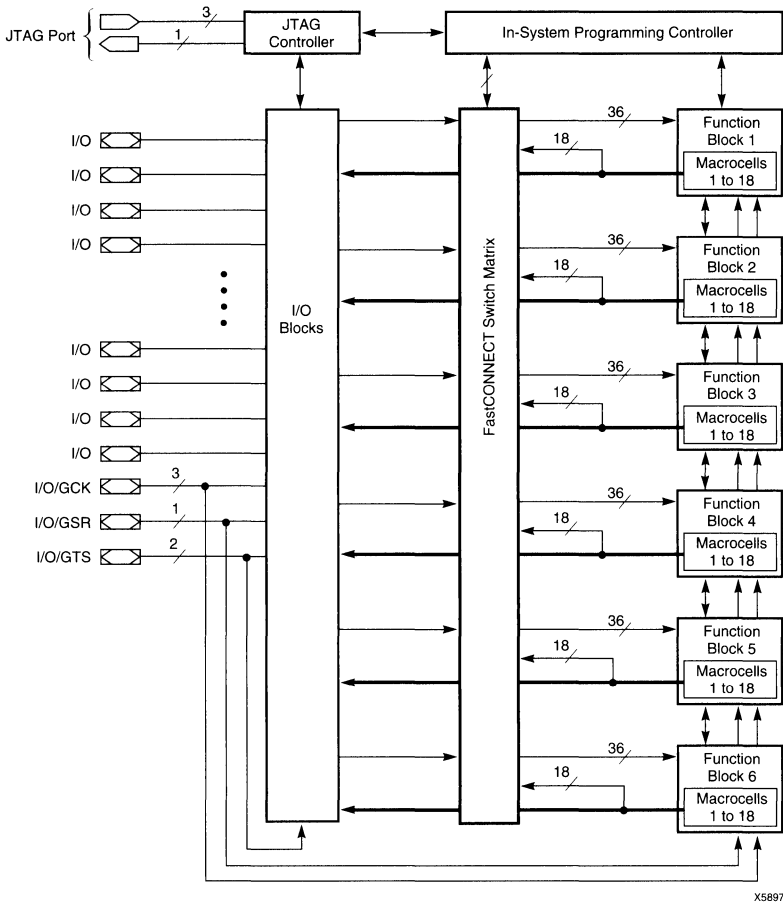 JTAG Port
3
1
JTAG
Controller
In-System Programming Controller
I/O
I/O
I/O
I/O
I/O
I/O
I/O
I/O
I/O/GCK
3
I/O/GSR
1
I/O/GTS
2
I/O
Blocks
FastCONNECT Switch Matrix
36
18
Function
Block 1
Macrocells
1 to 18
36
18
Function
Block 2
Macrocells
1 to 18
36
18
Function
Block 3
Macrocells
1 to 18
36
18
Function
Block 4
Macrocells
1 to 18
36
18
Function
Block 5
Macrocells
1 to 18
36
18
Function
Block 6
Macrocells
1 to 18
X5897